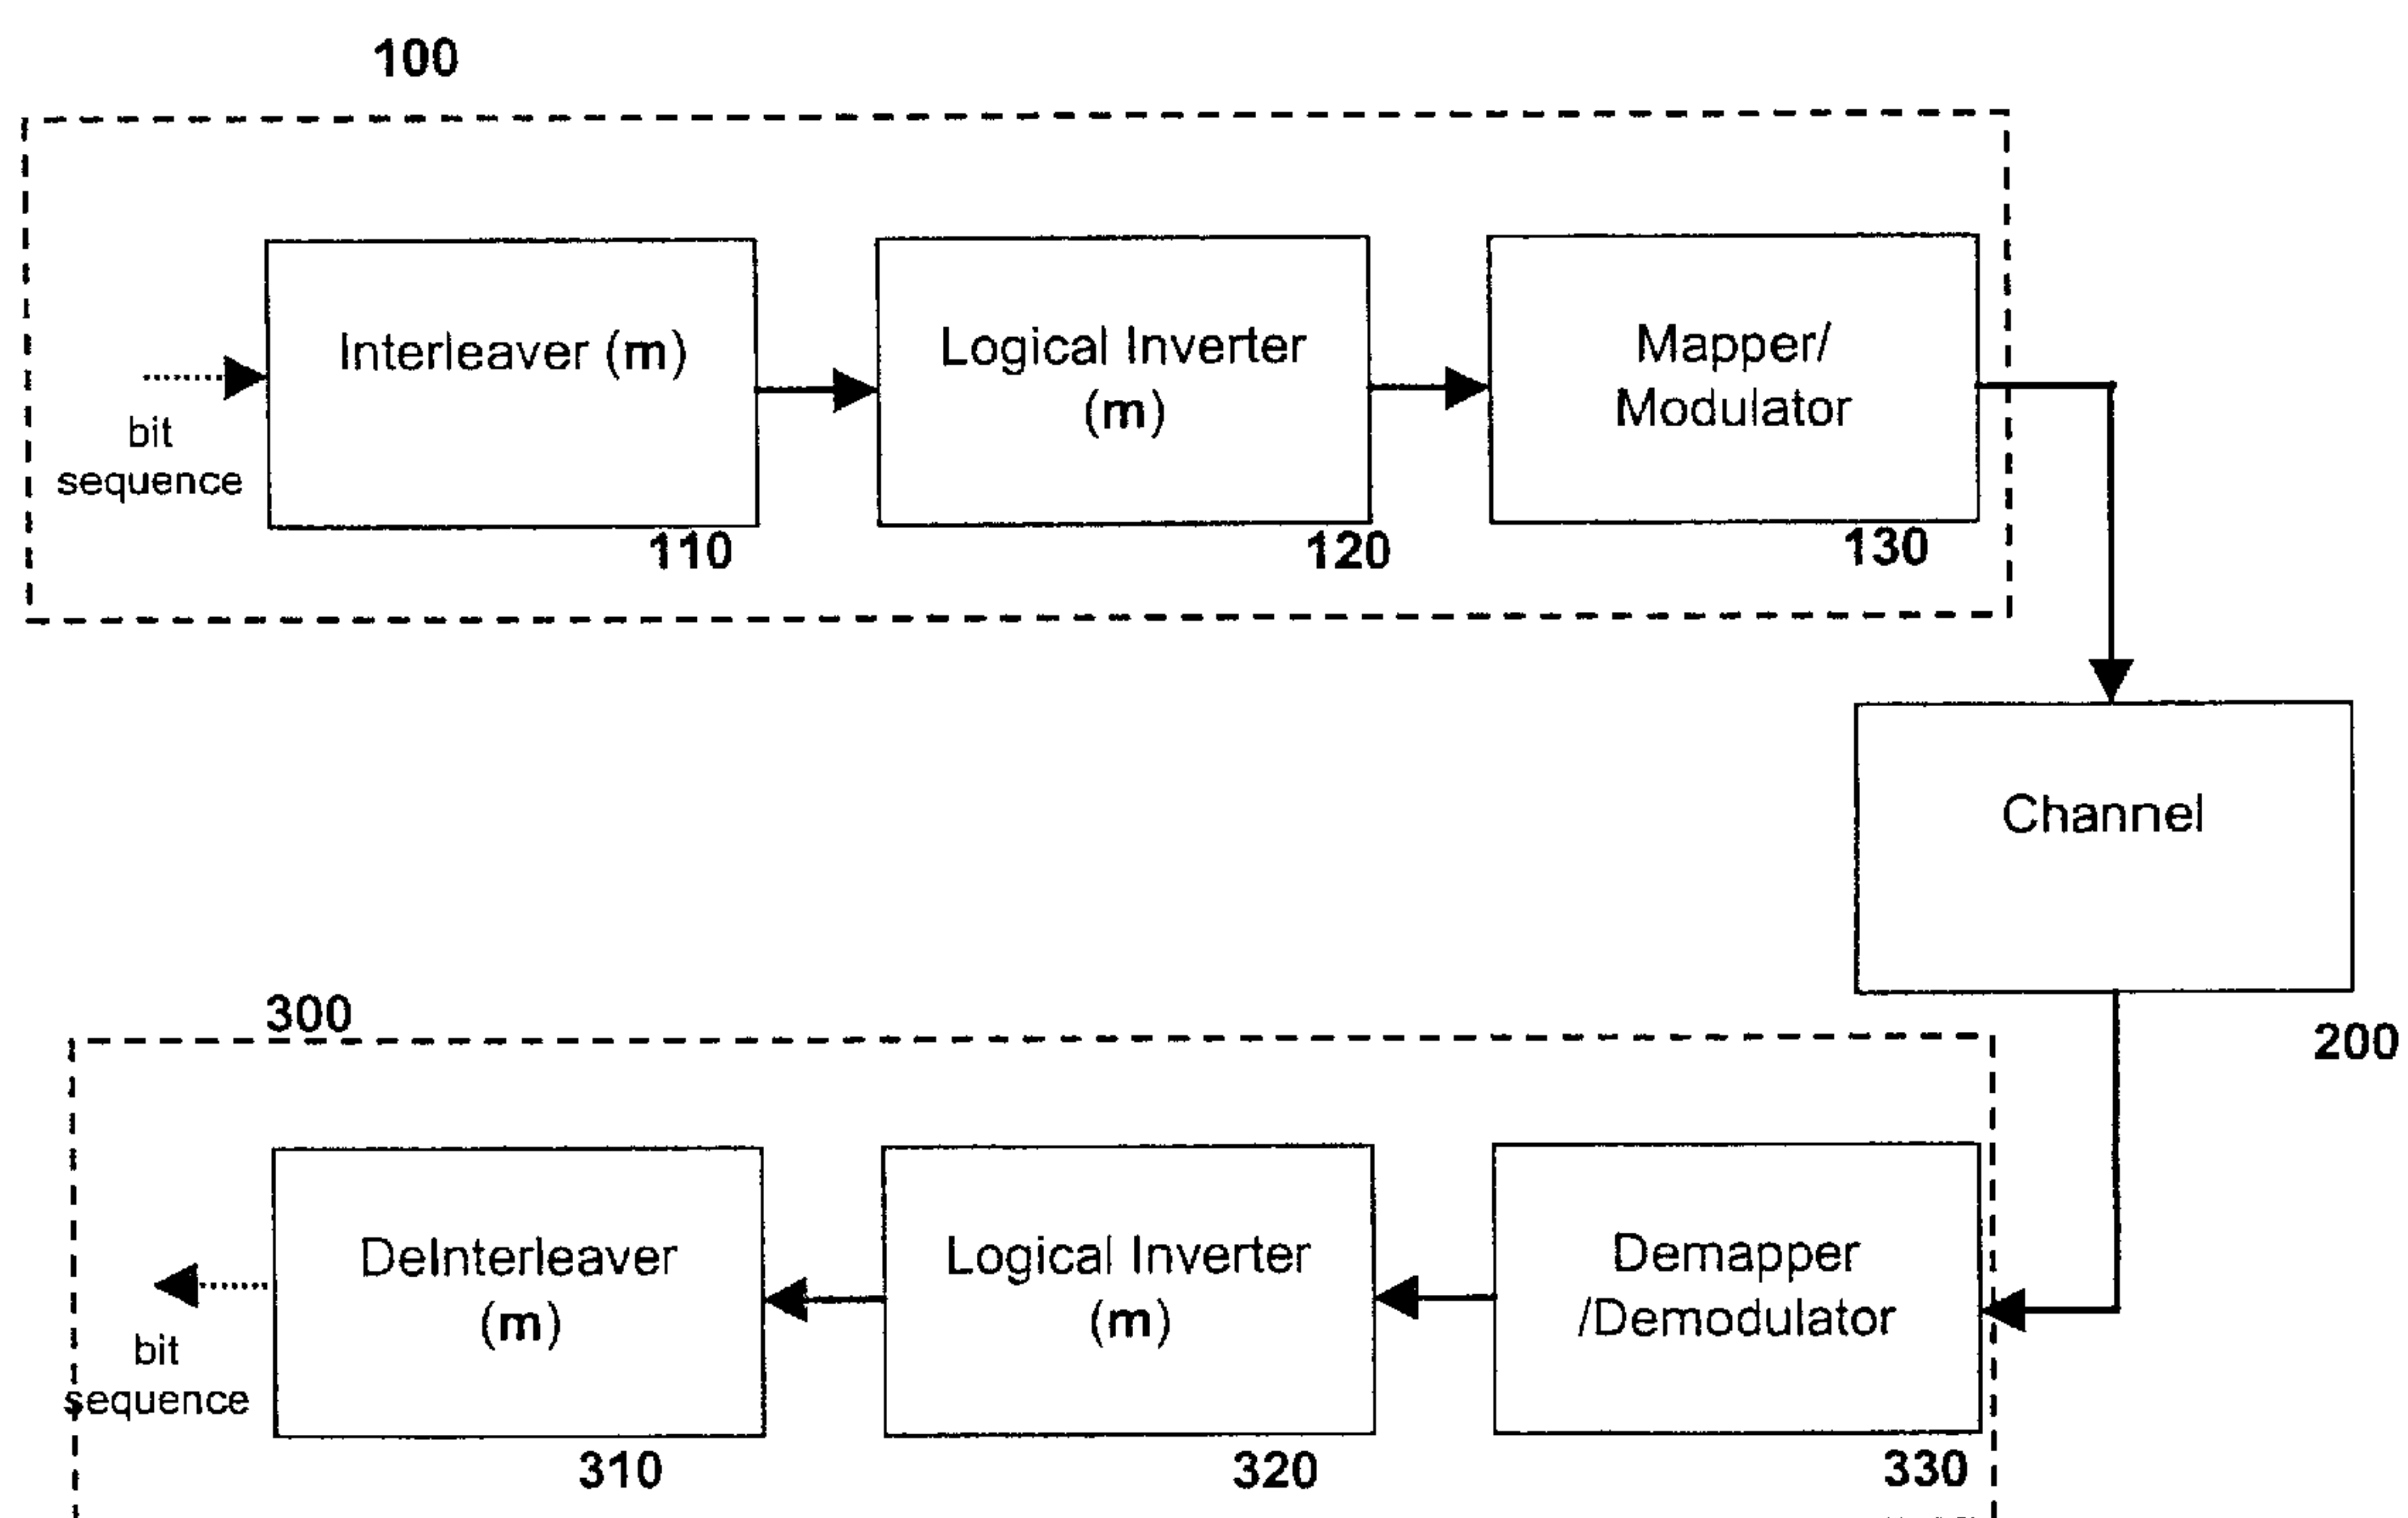 100
Interleaver (m)
Logical Inverter
(m)
Mapper/
Modulator
bit
sequence
110
120
130
Channel
200
300
DeInterleaver
(m)
Logical Inverter
(m)
Demapper
/Demodulator
bit
sequence
310
320
330